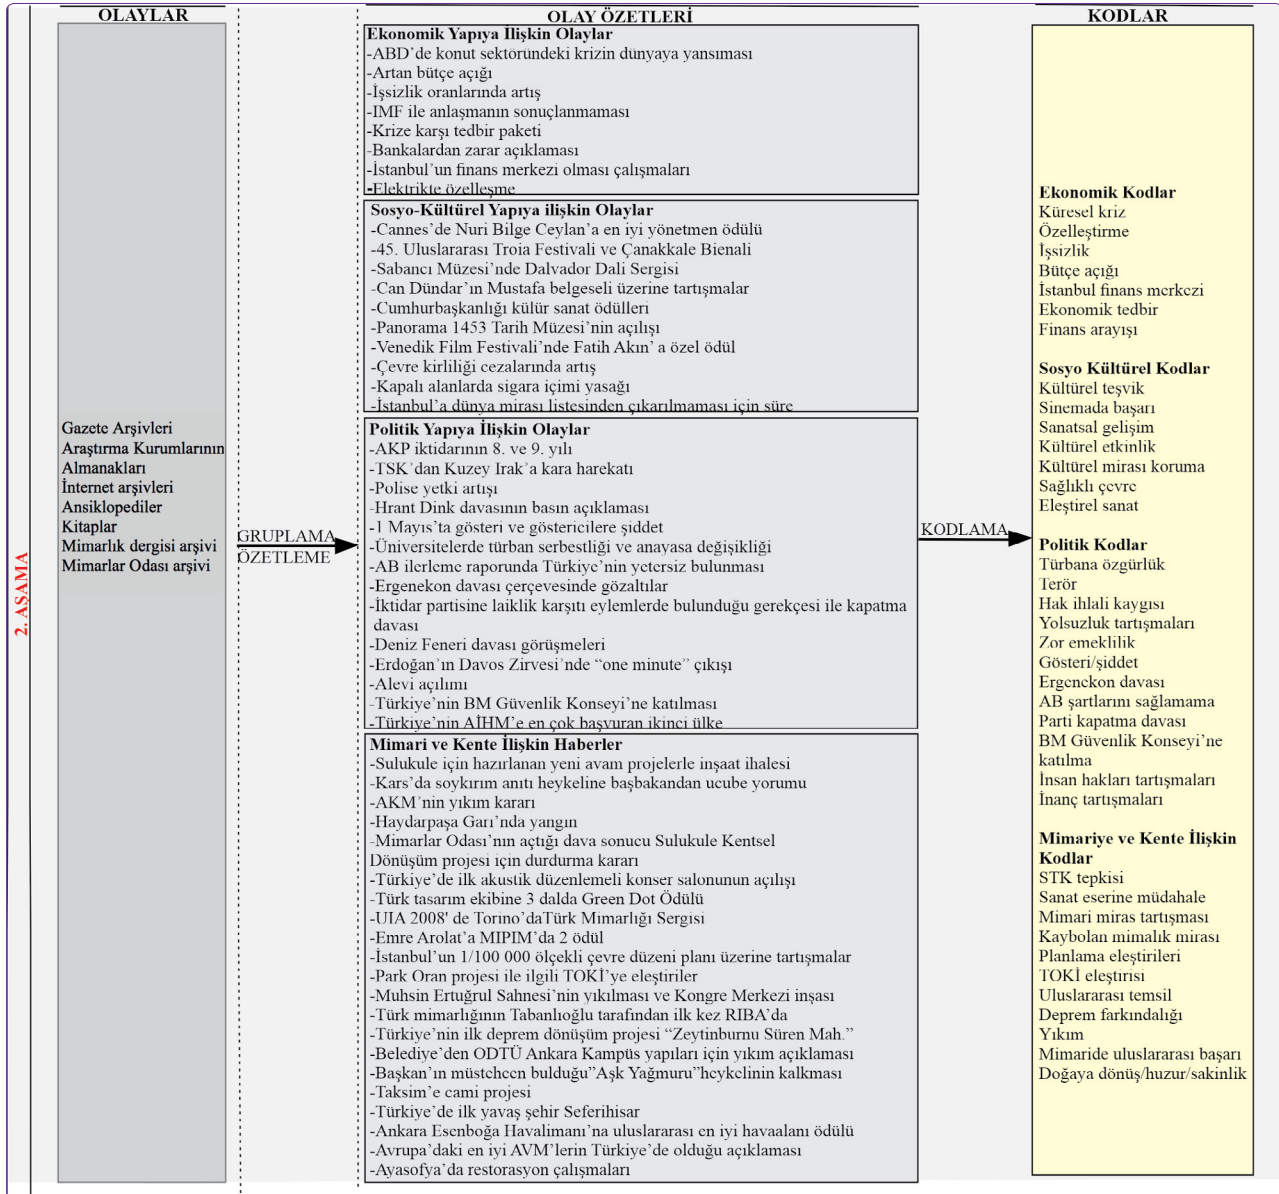 OLAYLAR
OLAY ÖZETLERİ
KODLAR
2. AŞAMA
Gazete Arşivleri
Araştırma Kurumlarının
Almanakları
İnternet arşivleri
Ansiklopediler
Kitaplar
Mimarlık dergisi arşivi
Mimarlar Odası arşivi
GRUPLAMA
ÖZETLEME
Ekonomik Yapıya İlişkin Olaylar
-ABD'de konut sektöründeki krizin dünyaya yansıması
-Artan bütçe açığı
-İşsizlik oranlarında artış
-IMF ile anlaşmanın sonuçlanmaması
-Krize karşı tedbir paketi
-Bankalardan zarar açıklaması
-İstanbul'un finans merkezi olması çalışmaları
-Elektrikte özelleşme
Sosyo-Kültürel Yapıya ilişkin Olaylar
-Cannes'de Nuri Bilge Ceylan'a en iyi yönetmen ödülü
-45. Uluslararası Troia Festivali ve Çanakkale Bienali
-Sabancı Müzesi'nde Dalvador Dali Sergisi
-Can Dündar'ın Mustafa belgeseli üzerine tartışmalar
-Cumhurbaşkanlığı külür sanat ödülleri
-Panorama 1453 Tarih Müzesi'nin açılışı
-Venedik Film Festivali'nde Fatih Akın' a özel ödül
-Çevre kirliliği cezalarında artış
-Kapalı alanlarda sigara içimi yasağı
-İstanbul'a dünya mirası listesinden çıkarılmaması için süre
Politik Yapıya İlişkin Olaylar
-AKP iktidarının 8. ve 9. yılı
-TSK'dan Kuzey Irak'a kara harekatı
-Polise yetki artışı
-Hrant Dink davasının basın açıklaması
-1 Mayıs'ta gösteri ve göstericilere şiddet
-Üniversitelerde türban serbestliği ve anayasa değişikliği
-AB ilerleme raporunda Türkiye'nin yetersiz bulunması
-Ergenekon davası çerçevesinde gözaltılar
-İktidar partisine laiklik karşıtı eylemlerde bulunduğu gerekçesi ile kapatma
davası
-Deniz Feneri davası görüşmeleri
-Erdoğan'ın Davos Zirvesi'nde "one minute" çıkışı
-Alevi açılımı
-Türkiye'nin BM Güvenlik Konseyi'ne katılması
-Türkiye'nin AİHM'e en çok başvuran ikinci ülke
Mimari ve Kente İlişkin Haberler
-Sulukule için hazırlanan yeni avam projelerle inşaat ihalesi
-Kars'da soykırım anıtı heykeline başbakandan ucube yorumu
-AKM'nin yıkım kararı
-Haydarpaşa Garı'nda yangın
-Mimarlar Odası'nın açtığı dava sonucu Sulukule Kentsel
Dönüşüm projesi için durdurma kararı
-Türkiye'de ilk akustik düzenlemeli konser salonunun açılışı
-Türk tasarım ekibine 3 dalda Green Dot Ödülü
-UIA 2008' de Torino'daTürk Mimarlığı Sergisi
-Emre Arolat'a MIPIM'da 2 ödül
-İstanbul'un 1/100 000 ölçekli çevre düzeni planı üzerine tartışmalar
-Park Oran projesi ile ilgili TOKİ'ye eleştiriler
-Muhsin Ertuğrul Sahnesi'nin yıkılması ve Kongre Merkezi inşası
-Türk mimarlığının Tabanlıoğlu tarafından ilk kez RIBA'da
-Türkiye'nin ilk deprem dönüşüm projesi "Zeytinburnu Süren Mah."
-Belediye'den ODTÜ Ankara Kampüs yapıları için yıkım açıklaması
-Başkan'ın müstehcen bulduğu"Aşk Yağmuru"heykelinin kalkması
-Taksim'e cami projesi
-Türkiye'de ilk yavaş şehir Seferihisar
-Ankara Esenboğa Havalimanı'na uluslararası en iyi havaalanı ödülü
-Avrupa'daki en iyi AVM'lerin Türkiye'de olduğu açıklaması
-Ayasofya'da restorasyon çalışmaları
KODLAMA
Ekonomik Kodlar
Küresel kriz
Özelleştirme
İşsizlik
Bütçe açığı
İstanbul finans merkezi
Ekonomik tedbir
Finans arayışı
Sosyo Kültürel Kodlar
Kültürel teşvik
Sinemada başarı
Sanatsal gelişim
Kültürel etkinlik
Kültürel mirası koruma
Sağlıklı çevre
Eleştirel sanat
Politik Kodlar
Türbana özgürlük
Terör
Hak ihlali kaygısı
Yolsuzluk tartışmaları
Zor emeklilik
Gösteri/şiddet
Ergenekon davası
AB şartlarını sağlamama
Parti kapatma davası
BM Güvenlik Konseyi'ne
katılma
İnsan hakları tartışmaları
İnanç tartışmaları
Mimariye ve Kente İlişkin
Kodlar
STK tepkisi
Sanat eserine müdahale
Mimari miras tartışması
Kaybolan mimalık mirası
Planlama eleştirileri
TOKİ eleştirisi
Uluslararası temsil
Deprem farkındalığı
Yıkım
Mimaride uluslararası başarı
Doğaya dönüş/huzur/sakinlik